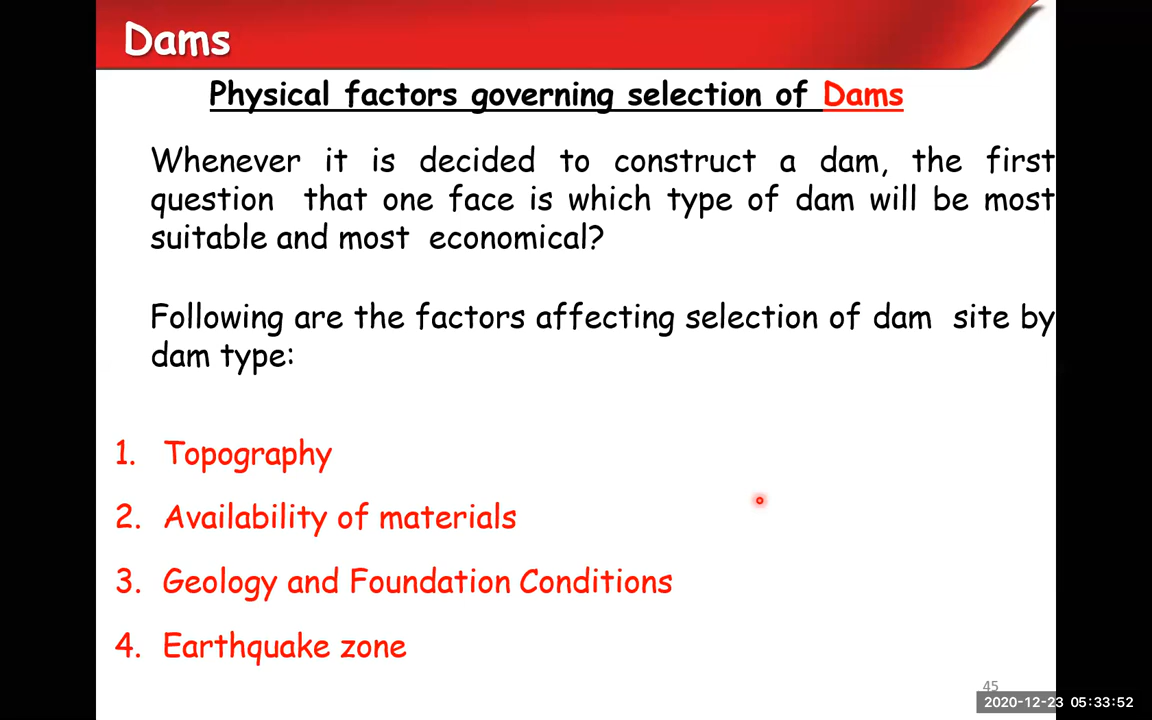 Dams
Physical factors governing selection of Dams
Whenever it is decided to construct a dam, the first
question that one face is which type of dam will be most
suitable and most economical?
Following are the factors affecting selection of dam site by
dam type:
1. Topography
2. Availability of materials
3. Geology and Foundation Conditions
4. Earthquake zone
45
2020-12-23 05:33:52